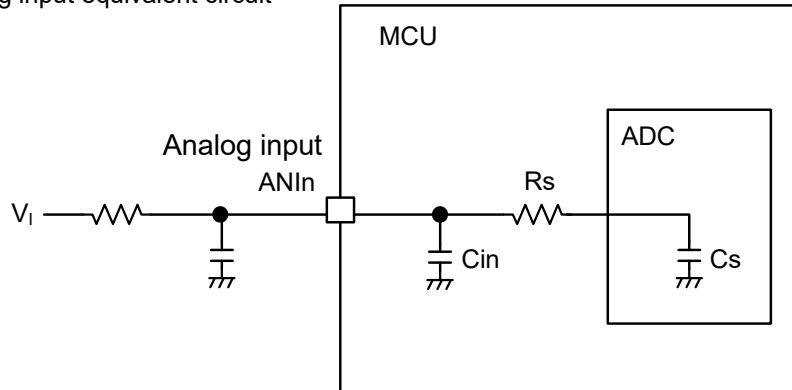 input equivalent circuit
MCU
ADC
Analog input
ANIn
Rs
VI
Cin
Cs